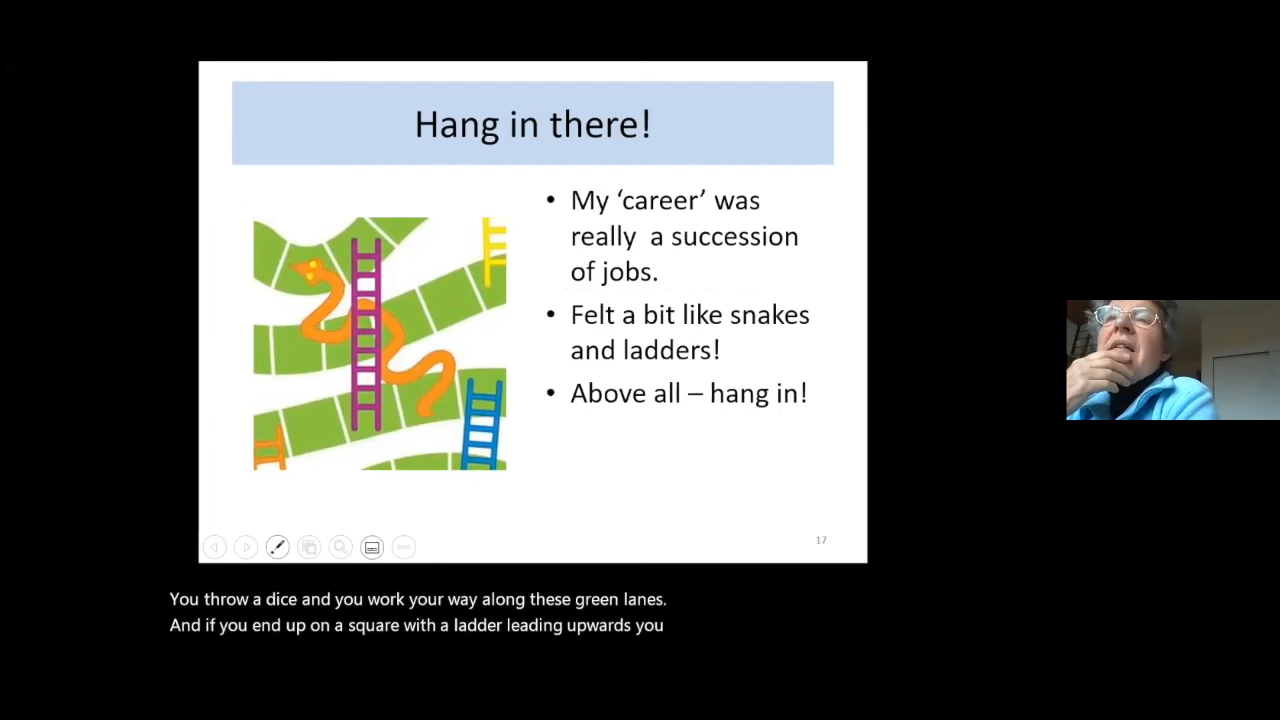 Hang in there!
• My ‘career’ was
really a succession
of jobs.
• Felt a bit like snakes
and ladders!
• Above all – hang in!
17
You throw a dice and you work your way along these green lanes.
And if you end up on a square with a ladder leading upwards you